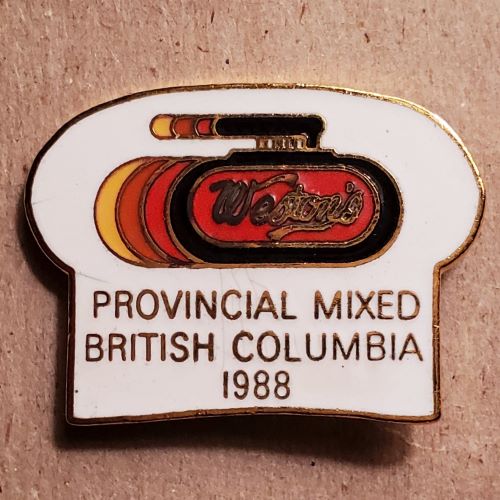 Weston's
PROVINCIAL MIXED
BRITISH COLUMBIA
1988